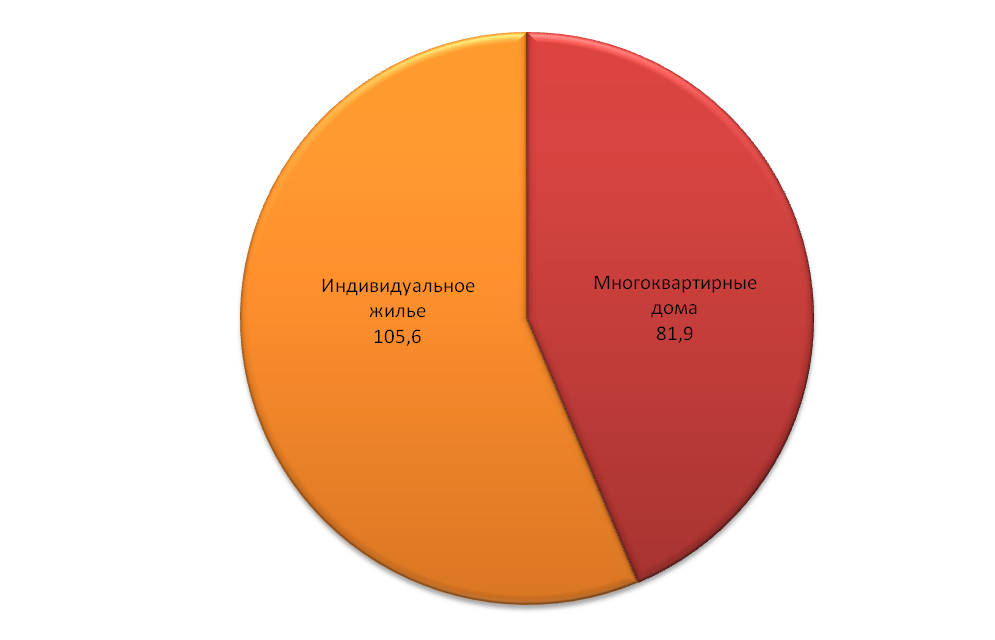 Индивидуальное
жилье
105,6
Многоквартирные
дома
81,9